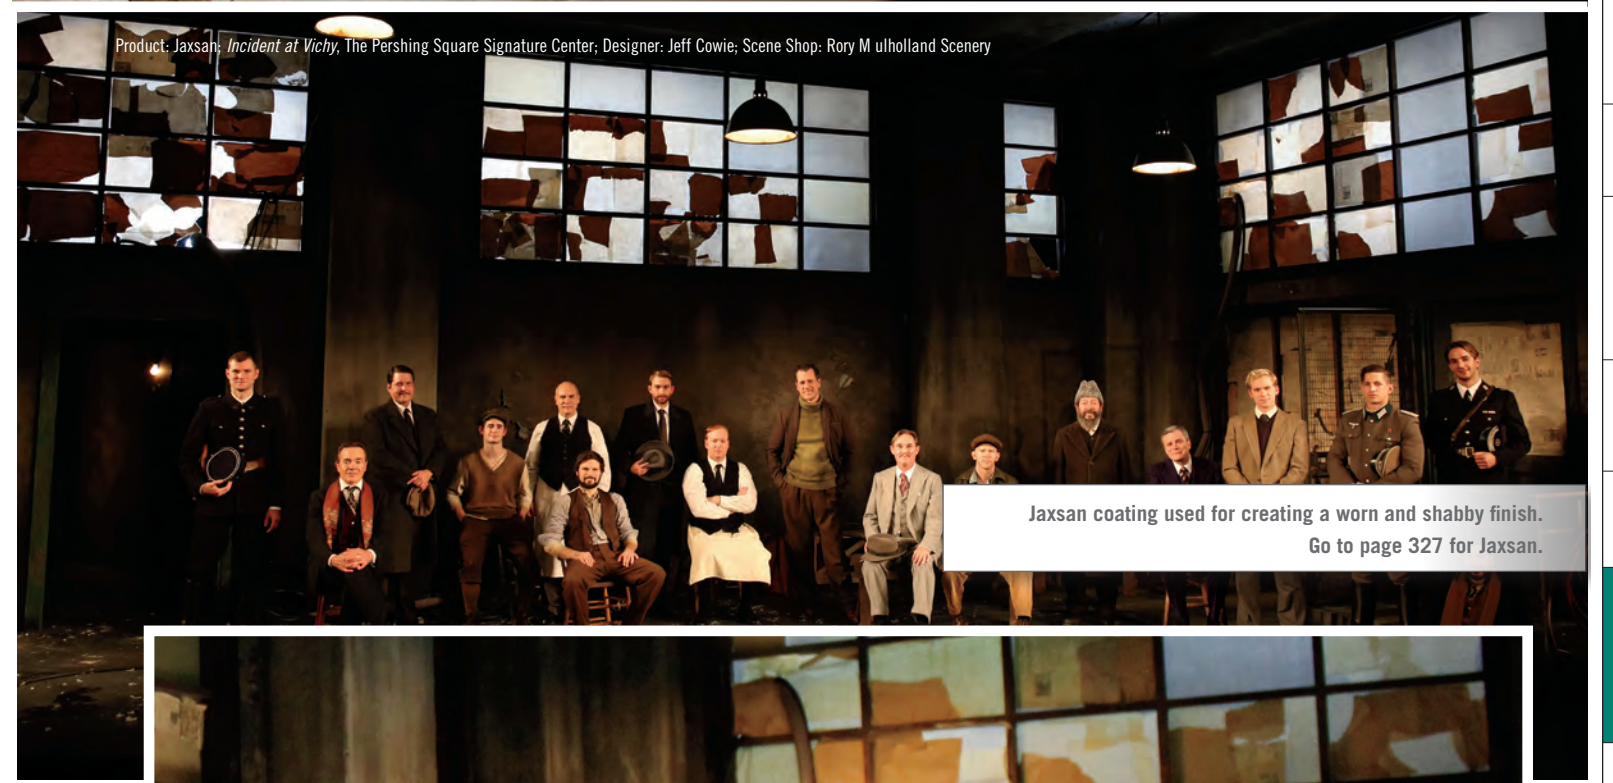 Product: Jaxsan; Incident at Vichy, The Pershing Square Signature Center; Designer: Jeff Cowie; Scene Shop: Rory M ulholland Scenery
Jaxsan coating used for creating a worn and shabby finish.
Go to page 327 for Jaxsan.